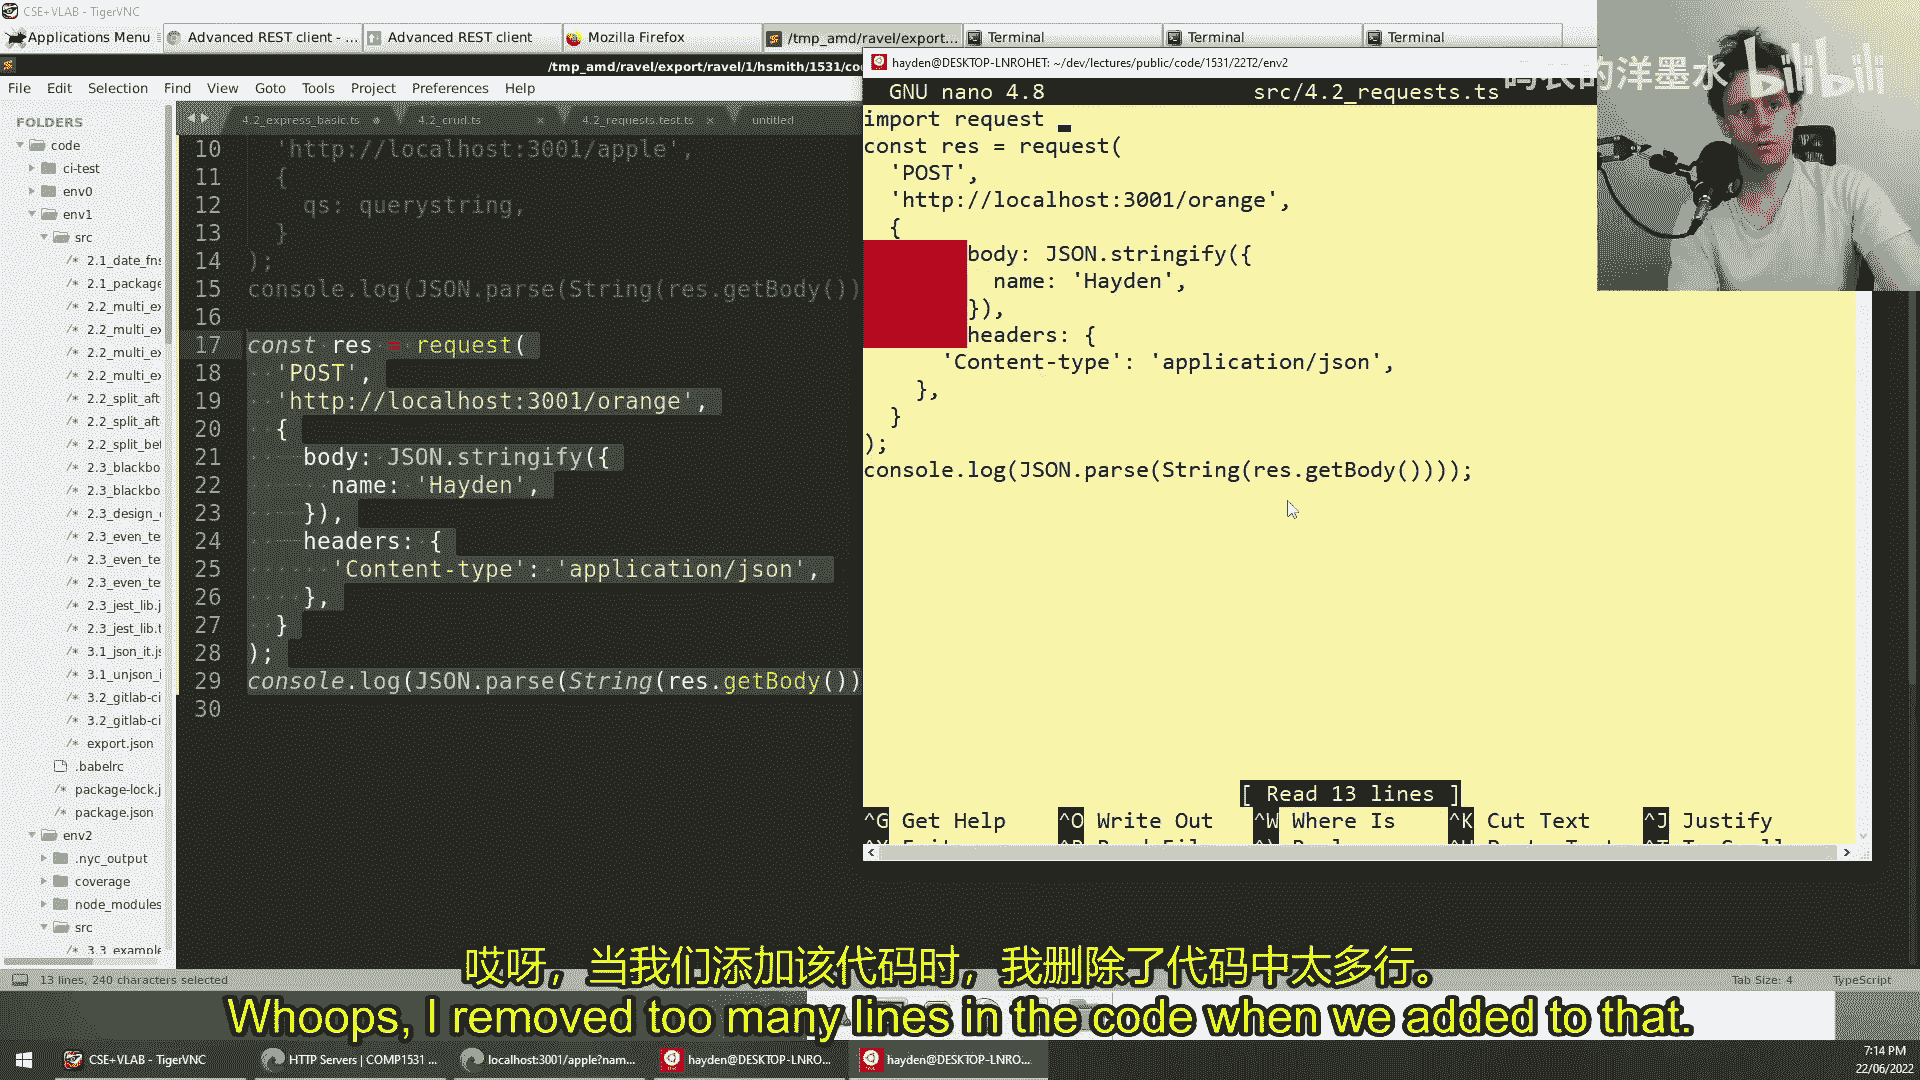 CSE+VLAB - TigerVNC
Applications Menu
Advanced REST client - ...
Advanced REST client
Mozilla Firefox
/tmp_amd/ravel/export...
Terminal
Terminal
Terminal
/tmp_amd/ravel/export/ravel/1/hsmith/1531/co
File Edit Selection Find View Goto Tools Project Preferences Help
FOLDERS
code
ci-test
env0
env1
src
/* 2.1_date_fns
/* 2.1_package
/* 2.2_multi_ex
/* 2.2_multi_ex
/* 2.2_multi_ex
/* 2.2_multi_ex
/* 2.2_split_aft
/* 2.2_split_aft
/* 2.2_split_bef
/* 2.3_blackbo
/* 2.3_blackbo
/* 2.3_design_
/* 2.3_even_te
/* 2.3_even_te
/* 2.3_even_te
/* 2.3_jest_lib.j
/* 2.3_jest_lib.t
/* 3.1_json_it.js
/* 3.1_unjson_i
/* 3.2_gitlab-ci
/* 3.2_gitlab-ci
/* export.json
.babelrc
/* package-lock.j
/* package.json
env2
.nyc_output
coverage
node_modules
src
/* 3.3_example
4.2_express_basic.ts
4.2_crud.ts ×
4.2_requests.test.ts ×
untitled
10 'http://localhost:3001/apple',
11 {
12 qs: querystring,
13 }
14 );
15 console.log(JSON.parse(String(res.getBody())
16
17 const res = request(
18 'POST',
19 'http://localhost:3001/orange',
20 {
21 body: JSON.stringify({
22 name: 'Hayden',
23 }),
24 headers: {
25 'Content-type': 'application/json',
26 },
27 }
28 );
29 console.log(JSON.parse(String(res.getBody())
30
hayden@DESKTOP-LNROHET: ~/dev/lectures/public/code/1531/22T2/env2
GNU nano 4.8 src/4.2_requests.ts
import request _
const res = request(
'POST',
'http://localhost:3001/orange',
{
body: JSON.stringify({
name: 'Hayden',
}),
headers: {
'Content-type': 'application/json',
},
}
);
console.log(JSON.parse(String(res.getBody())));
[ Read 13 lines ]
^G Get Help ^O Write Out ^W Where Is ^K Cut Text ^J Justify
的洋墨水 bilibili
13 lines, 240 characters selected
Tab Size: 4 TypeScript
哎呀，当我们添加该代码时，我删除了代码中太多行。
Whoops, I removed too many lines in the code when we added to that.
CSE+VLAB - TigerVNC
HTTP Servers | COMP1531 ...
localhost:3001/apple?nam...
hayden@DESKTOP-LNRO...
hayden@DESKTOP-LNRO...
7:14 PM
22/06/2022